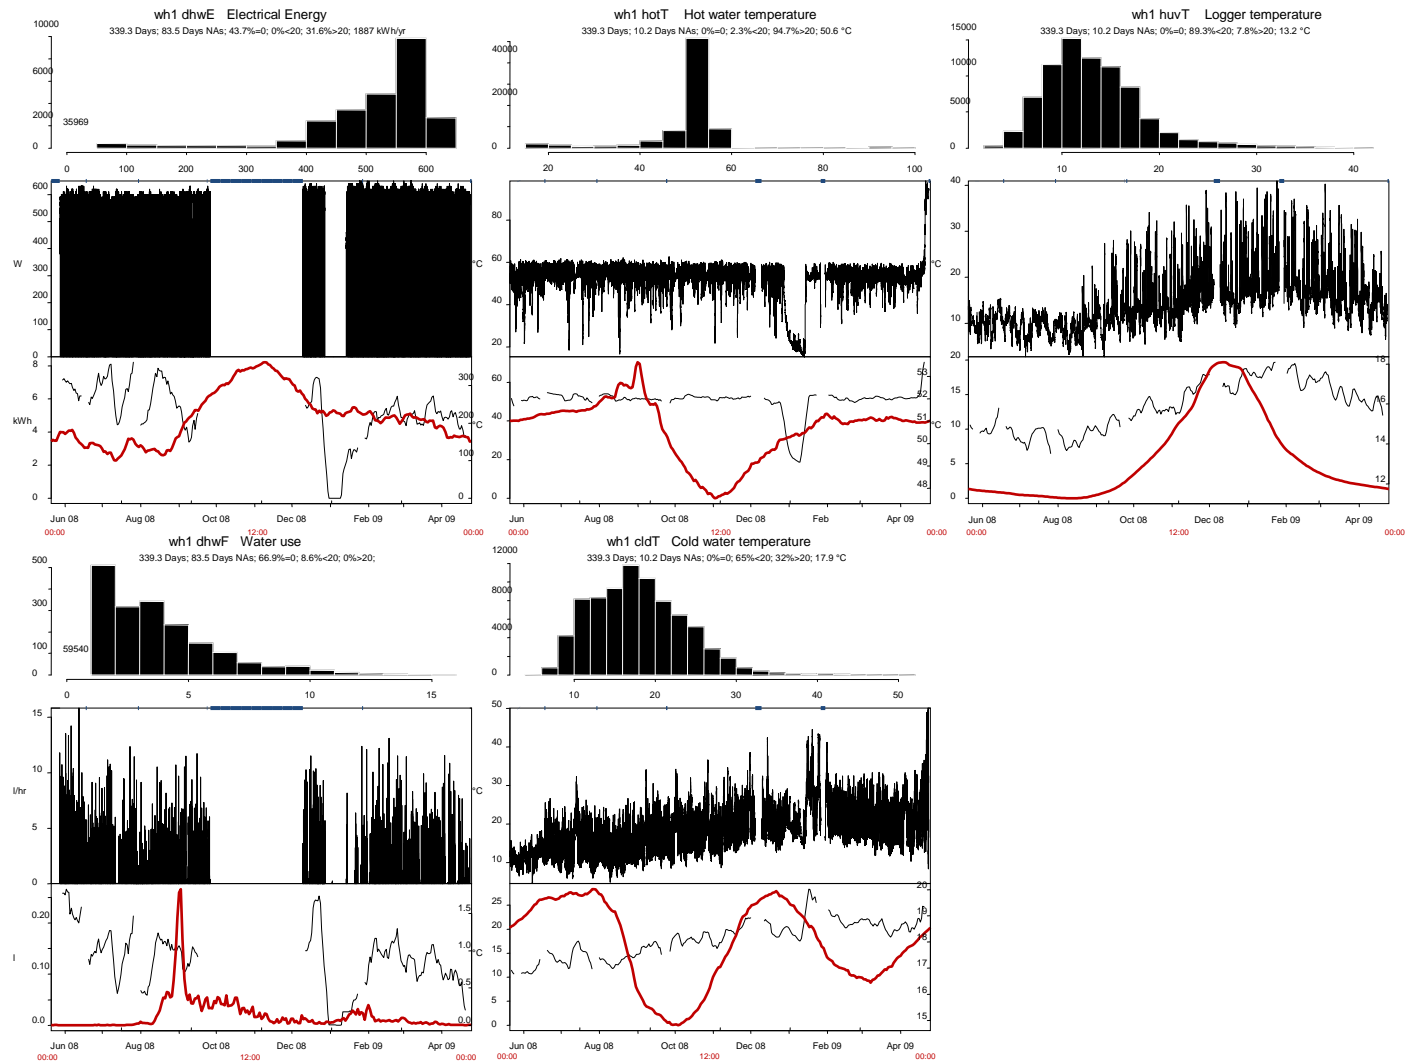 wh1 dhwE Electrical Energy
339.3 Days; 83.5 Days NAs; 43.7%=0; 0%<20; 31.6%>20; 1887 kWh/yr
10000
6000
2000
0
35969
0 100 200 300 400 500 600
600
500
400
W
300
200
100
0
8
6
kWh
4
2
0
300
200
100
0
Jun 08 Aug 08 Oct 08 Dec 08 Feb 09 Apr 09
00:00 12:00 00:00
wh1 hotT Hot water temperature
339.3 Days; 10.2 Days NAs; 0%=0; 2.3%<20; 94.7%>20; 50.6 °C
40000
20000
0
20 40 60 80 100
80
°C
60
40
20
60
°C
40
20
0
53
52
51
50
49
48
Jun Aug 08 Oct 08 Dec 08 Feb Apr 09
00:00 12:00 00:00
wh1 huvT Logger temperature
339.3 Days; 10.2 Days NAs; 0%=0; 89.3%<20; 7.8%>20; 13.2 °C
15000
5000
0
10 20 30 40
40
30
°C
20
10
20
15
10
°C
5
0
18
16
14
12
Jun 08 Aug 08 Oct 08 Dec 08 Feb 09 Apr 09
00:00 12:00 00:00
wh1 dhwF Water use
339.3 Days; 83.5 Days NAs; 66.9%=0; 8.6%<20; 0%>20;
500
300
100
0
59540
0 5 10 15
15
10
l/hr
5
0
0.20
0.10
l
0.0
1.5
1.0
0.5
0.0
Jun 08 Aug 08 Oct 08 Dec 08 Feb 09 Apr 09
00:00 12:00 00:00
wh1 cldT Cold water temperature
339.3 Days; 10.2 Days NAs; 0%=0; 65%<20; 32%>20; 17.9 °C
12000
8000
4000
0
10 20 30 40 50
50
40
°C
30
20
10
25
20
°C
15
10
5
0
20
19
18
17
16
15
Jun 08 Aug 08 Oct 08 Dec 08 Feb 09 Apr 09
00:00 12:00 00:00